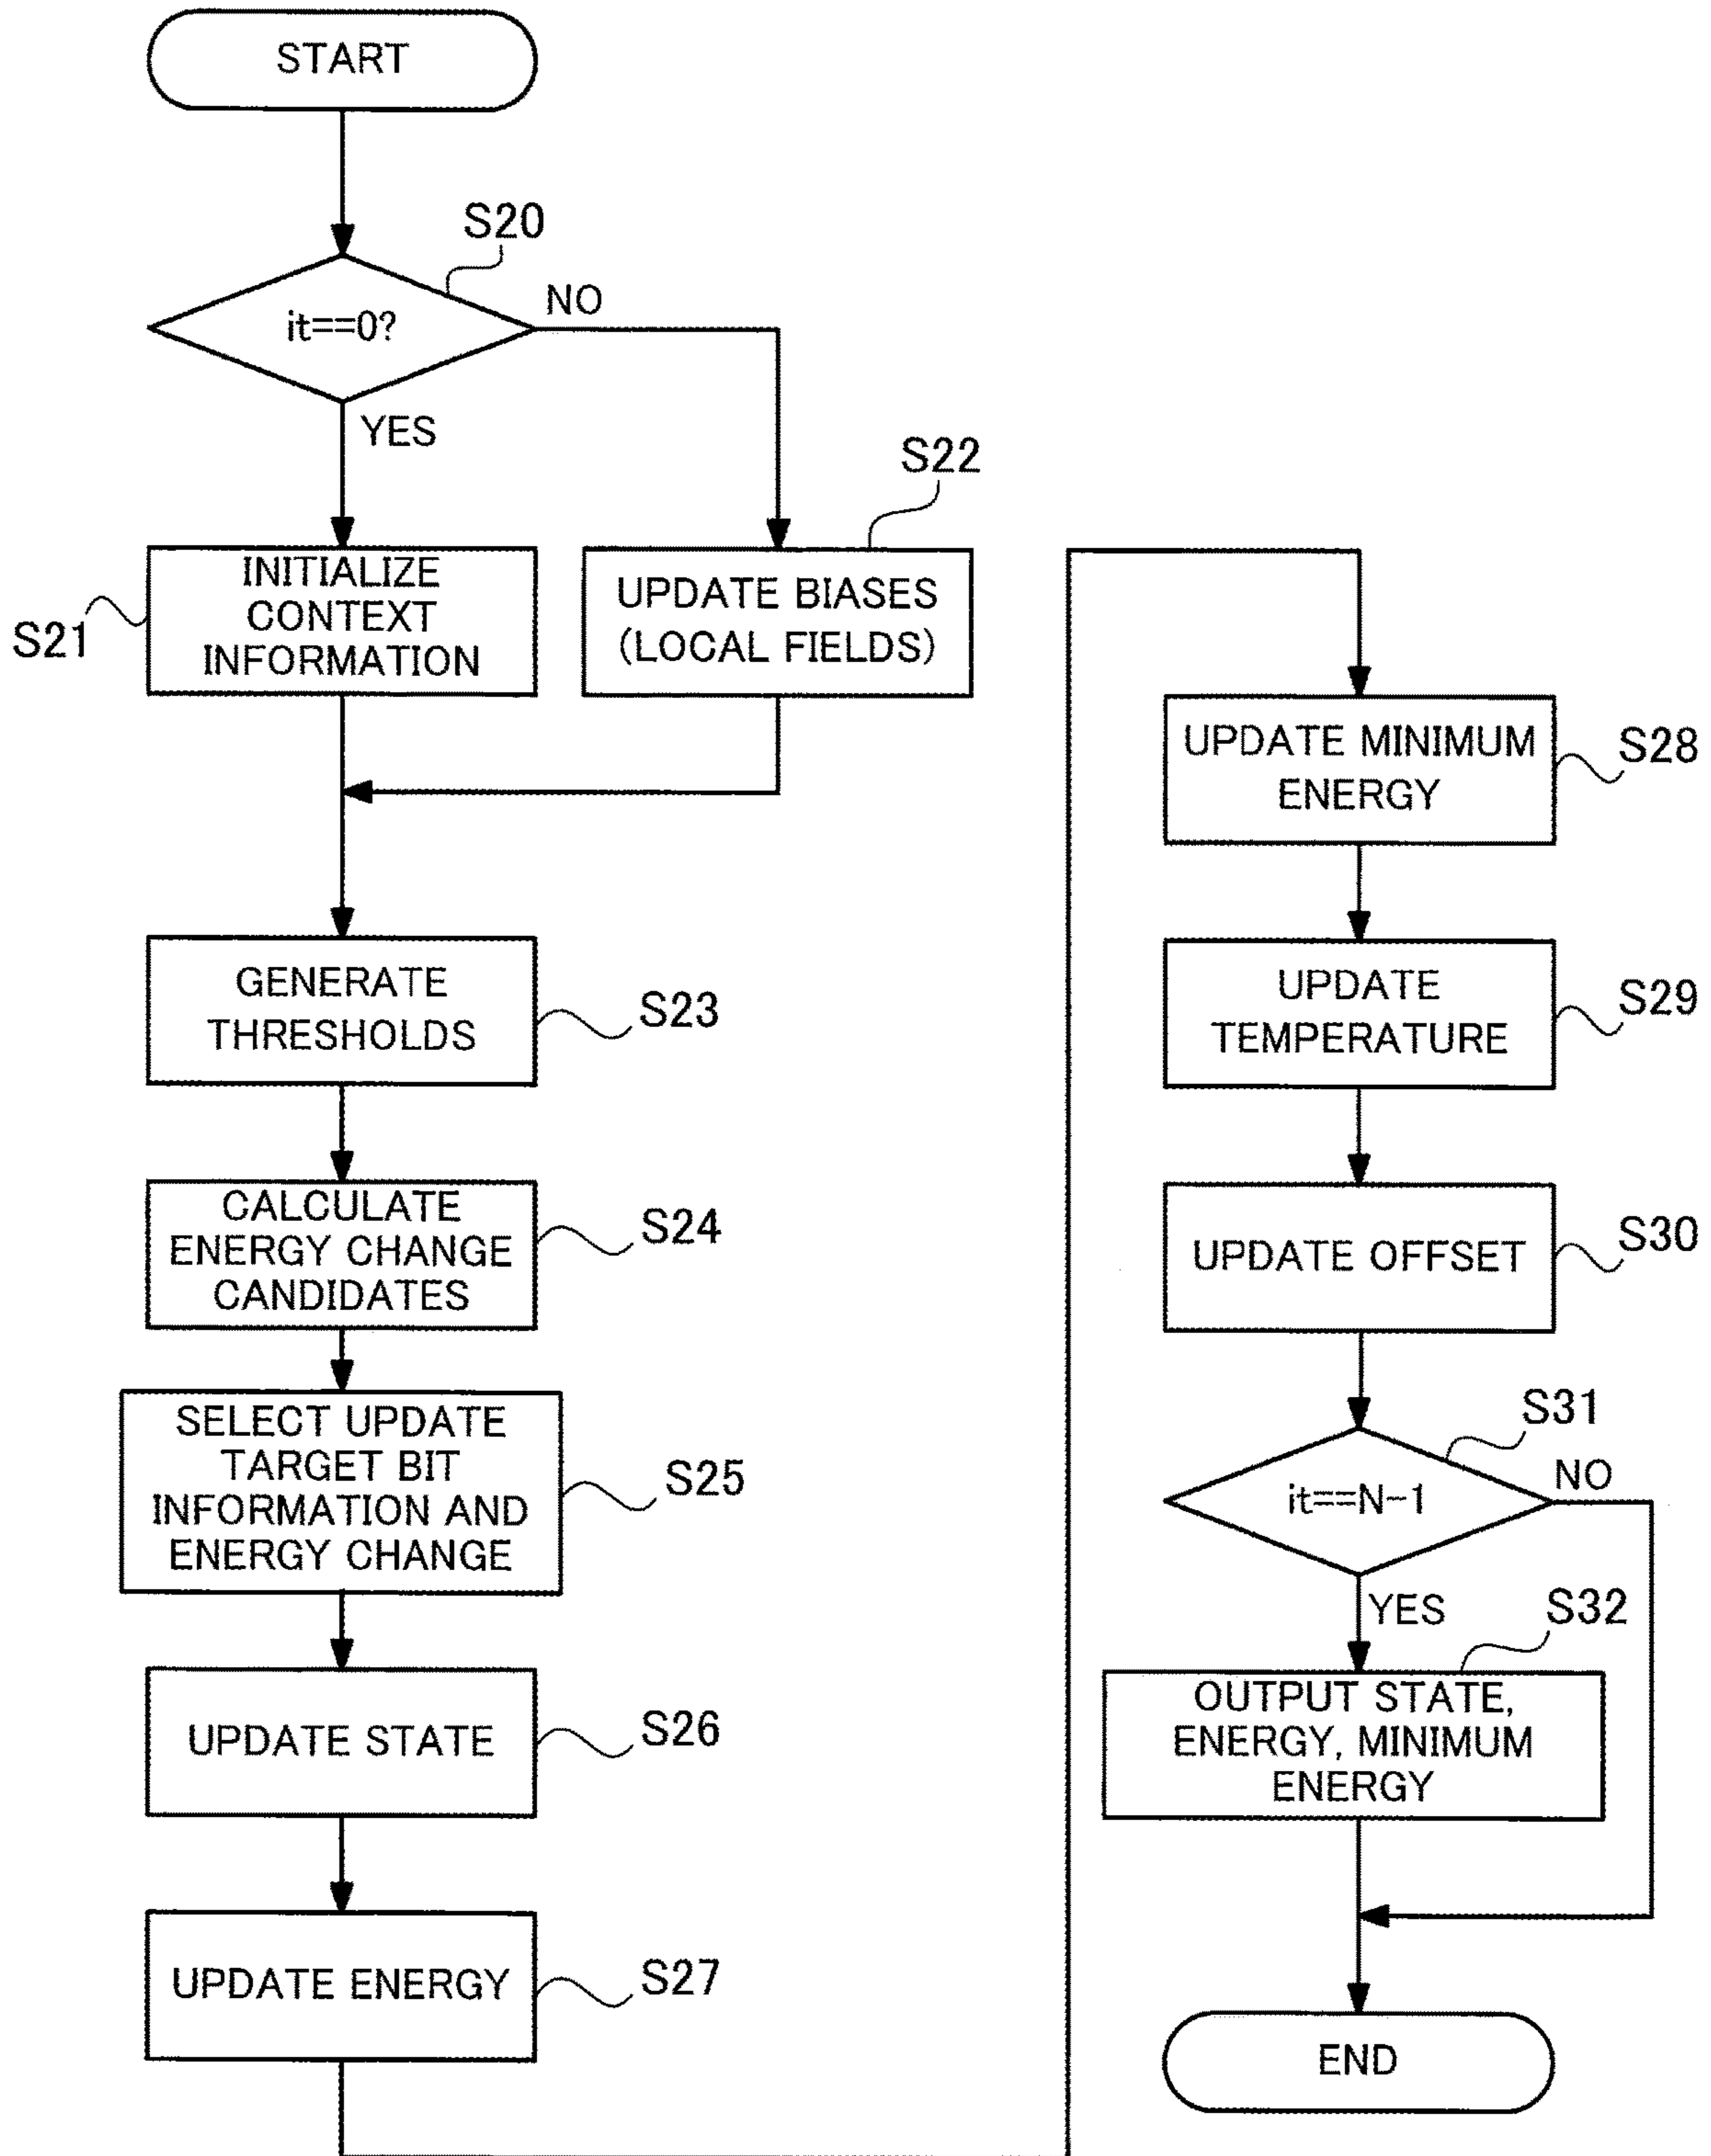 START
S20
it==0?
NO
YES
S21
INITIALIZE
CONTEXT
INFORMATION
S22
UPDATE BIASES
(LOCAL FIELDS)
GENERATE
THRESHOLDS
S23
CALCULATE
ENERGY CHANGE
CANDIDATES
S24
SELECT UPDATE
TARGET BIT
INFORMATION AND
ENERGY CHANGE
S25
UPDATE STATE
S26
UPDATE ENERGY
S27
UPDATE MINIMUM
ENERGY
S28
UPDATE
TEMPERATURE
S29
UPDATE OFFSET
S30
S31
it==N-1
NO
YES
S32
OUTPUT STATE,
ENERGY, MINIMUM
ENERGY
END